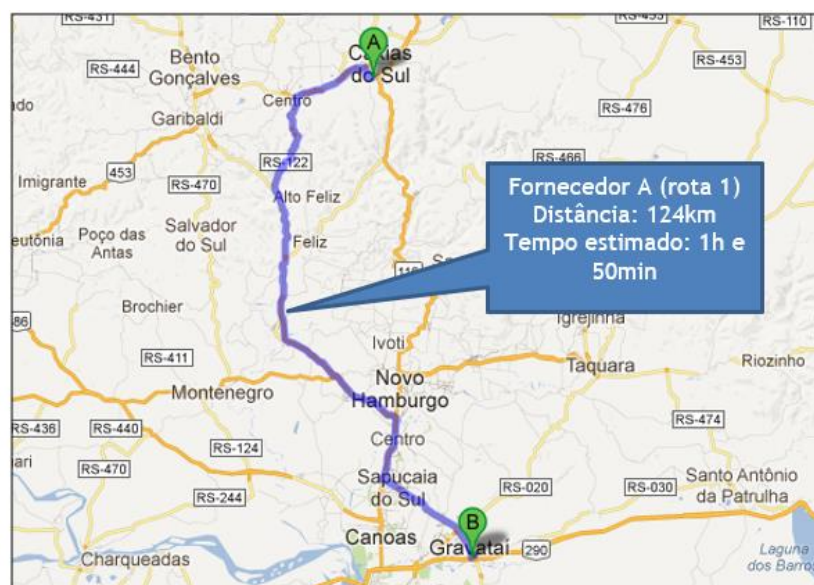 RS-431
RS-453
RS-110
Bento
Gonçalves
A
Caxias
do Sul
RS-444
RS-453
Centro
RS-476
Garibaldi
RS-122
RS-466
453
Imigrante
RS-470
Alto Feliz
Salvador
do Sul
Poço das
Antas
Feliz
Fornecedor A (rota 1)
Distância: 124km
Tempo estimado: 1h e
50min
116
Brochier
Igrejinha
Ivoti
RS-411
Taquara
Riozinho
Montenegro
Novo
Hamburgo
RS-436
RS-440
RS-474
Centro
RS-124
RS-470
Sapucaia
do Sul
RS-020
RS-030
Santo Antônio
da Patrulha
RS-244
B
Canoas
Gravataí
290
Charqueadas
Laguna
dos Barros